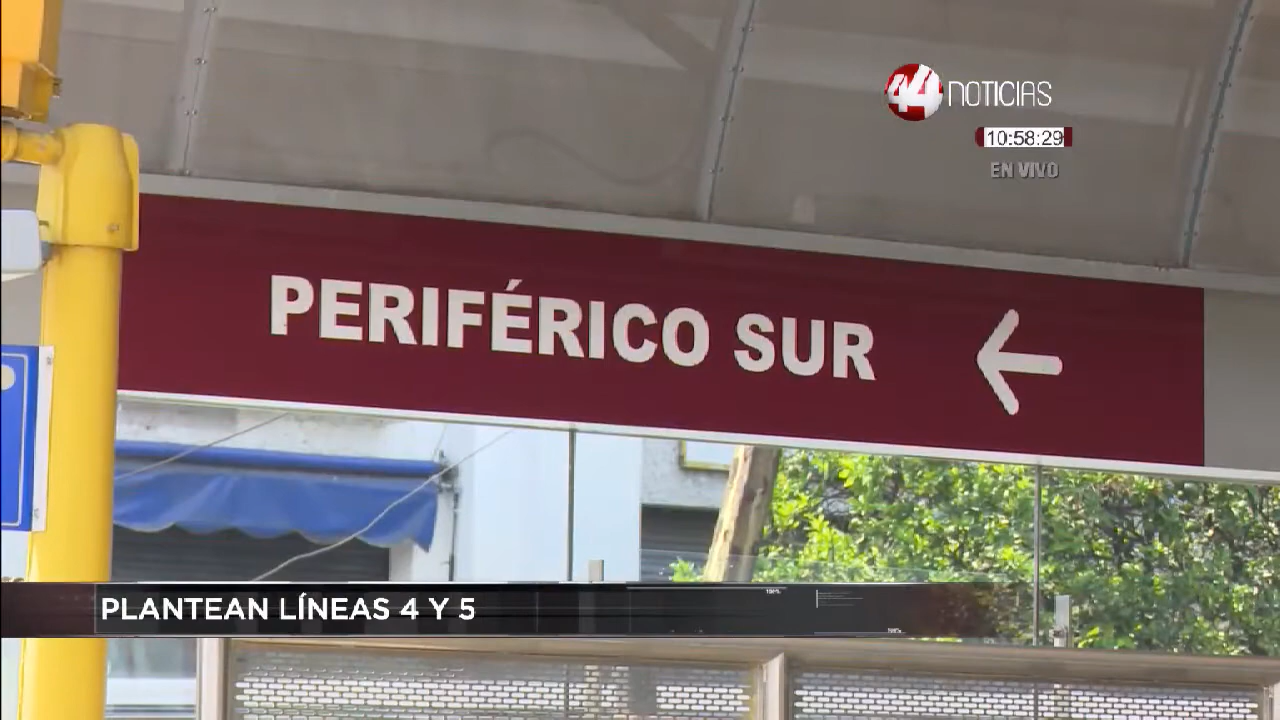 44 NOTICIAS
10:58:29
EN VIVO
PERIFÉRICO SUR
PLANTEAN LÍNEAS 4 Y 5